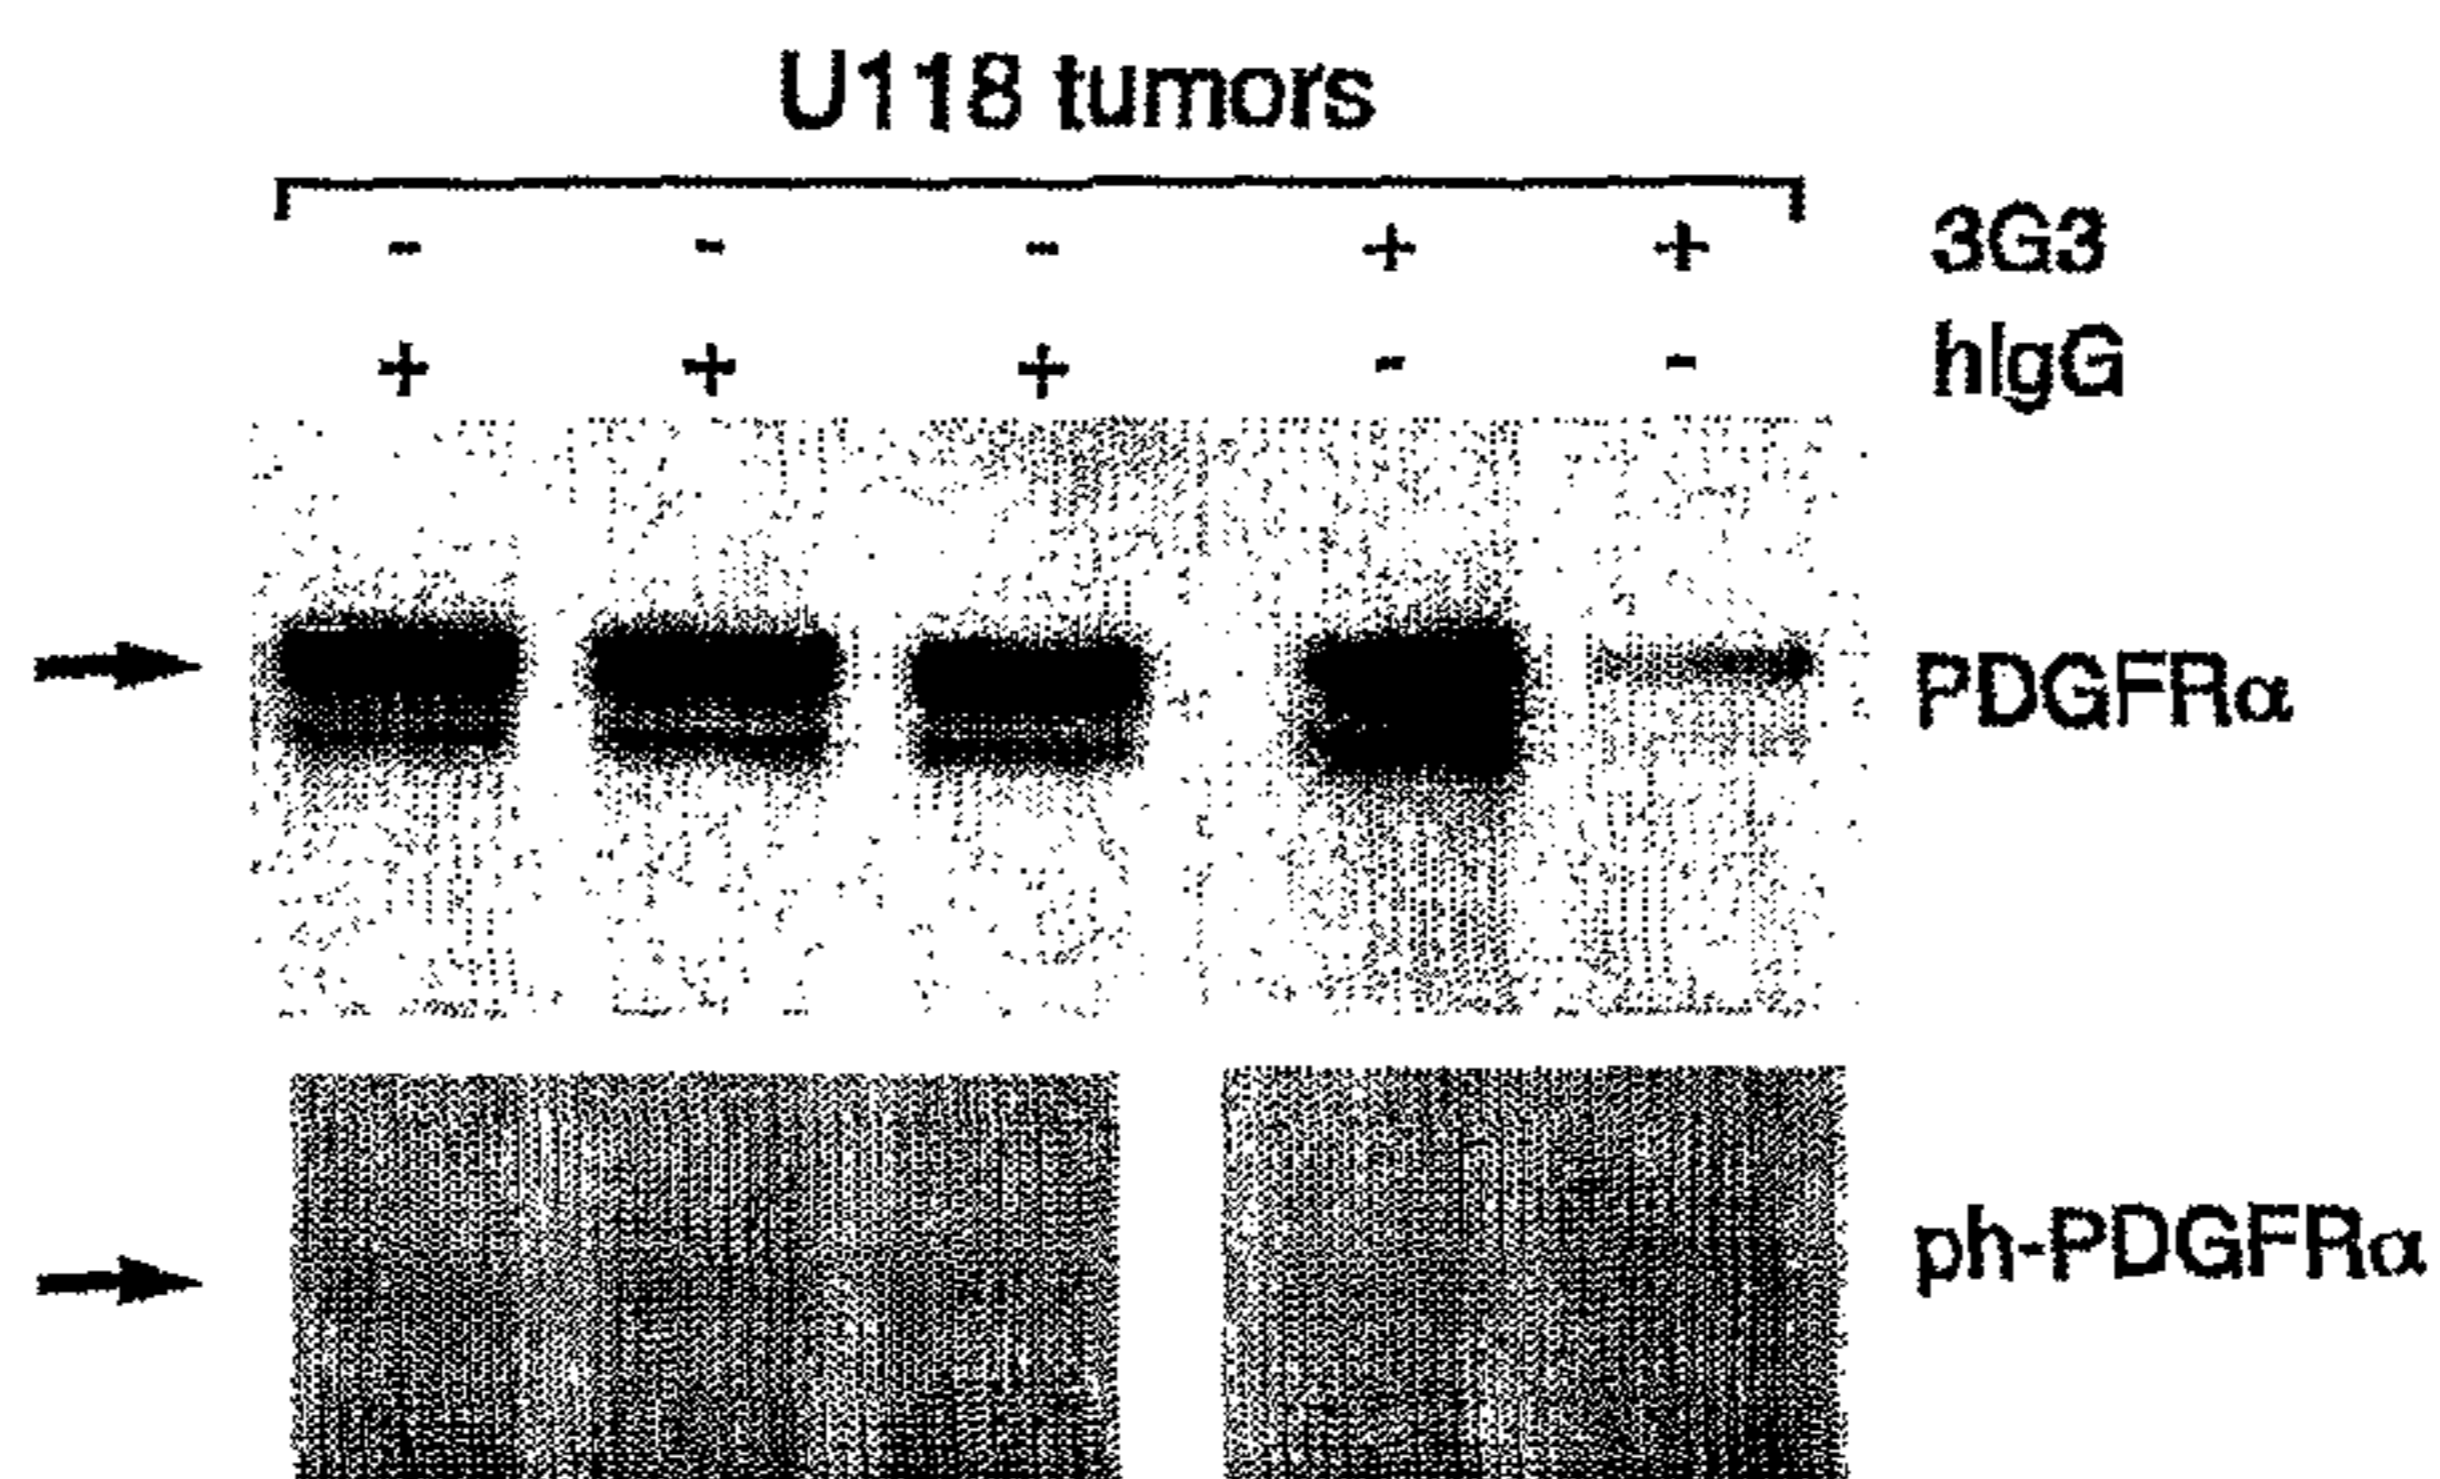 U118 tumors
- - - + + 3G3
+ + + - - hIgG
PDGFRα
ph-PDGFRα